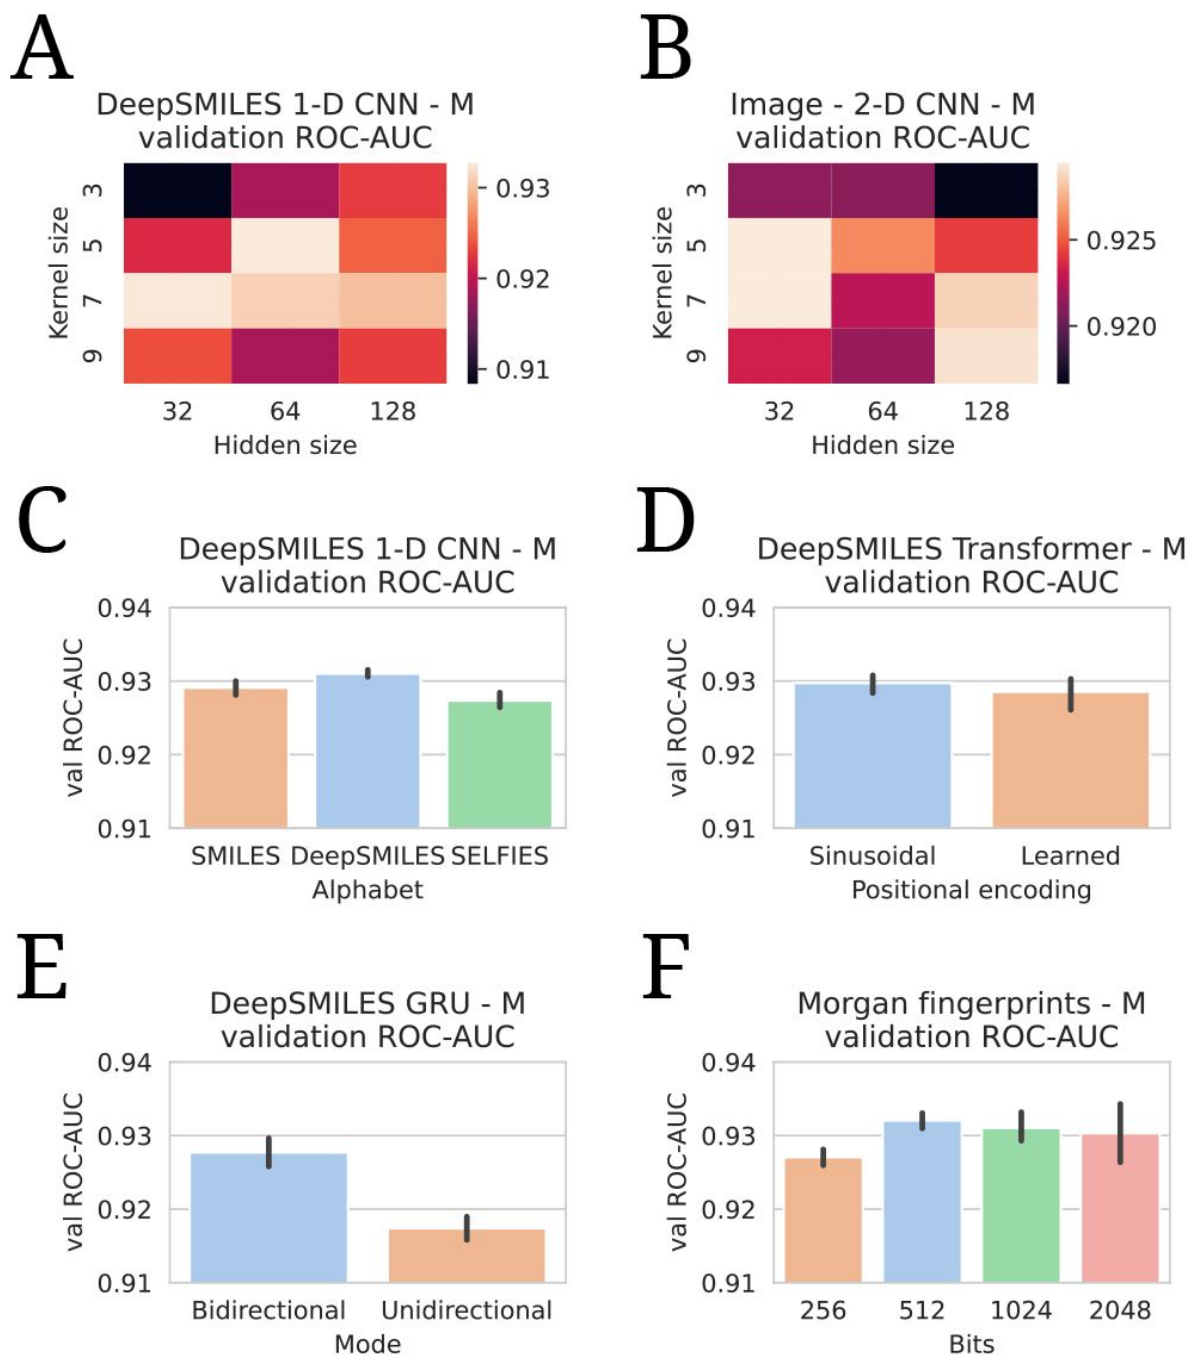 A
DeepSMILES 1-D CNN - M
validation ROC-AUC
Kernel size
3
5
7
9
32 64 128
Hidden size
0.93
0.92
0.91
B
Image - 2-D CNN - M
validation ROC-AUC
Kernel size
3
5
7
9
32 64 128
Hidden size
0.925
0.920
C
DeepSMILES 1-D CNN - M
validation ROC-AUC
val ROC-AUC
0.94
0.93
0.92
0.91
SMILES DeepSMILES SELFIES
Alphabet
D
DeepSMILES Transformer - M
validation ROC-AUC
val ROC-AUC
0.94
0.93
0.92
0.91
Sinusoidal Learned
Positional encoding
E
DeepSMILES GRU - M
validation ROC-AUC
val ROC-AUC
0.94
0.93
0.92
0.91
Bidirectional Unidirectional
Mode
F
Morgan fingerprints - M
validation ROC-AUC
val ROC-AUC
0.94
0.93
0.92
0.91
256 512 1024 2048
Bits